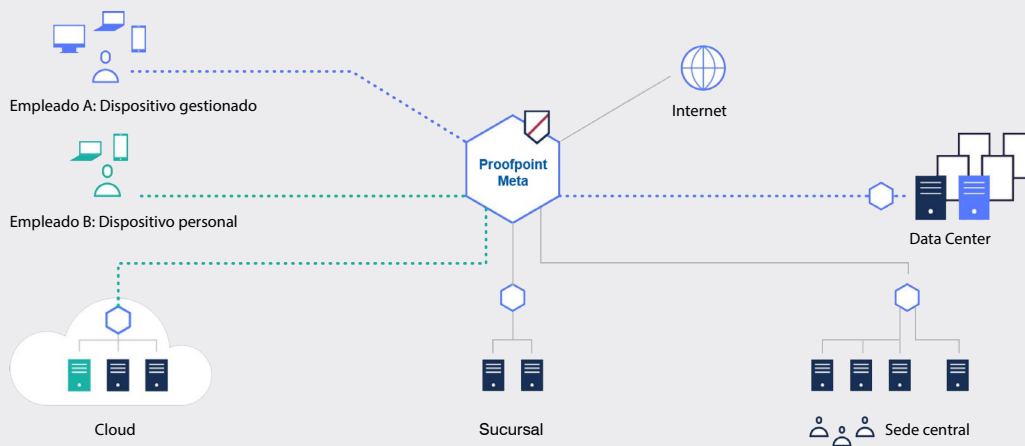 Empleado A: Dispositivo gestionado
Internet
Proofpoint
Meta
Empleado B: Dispositivo personal
Data Center
Cloud
Sucursal
Sede central